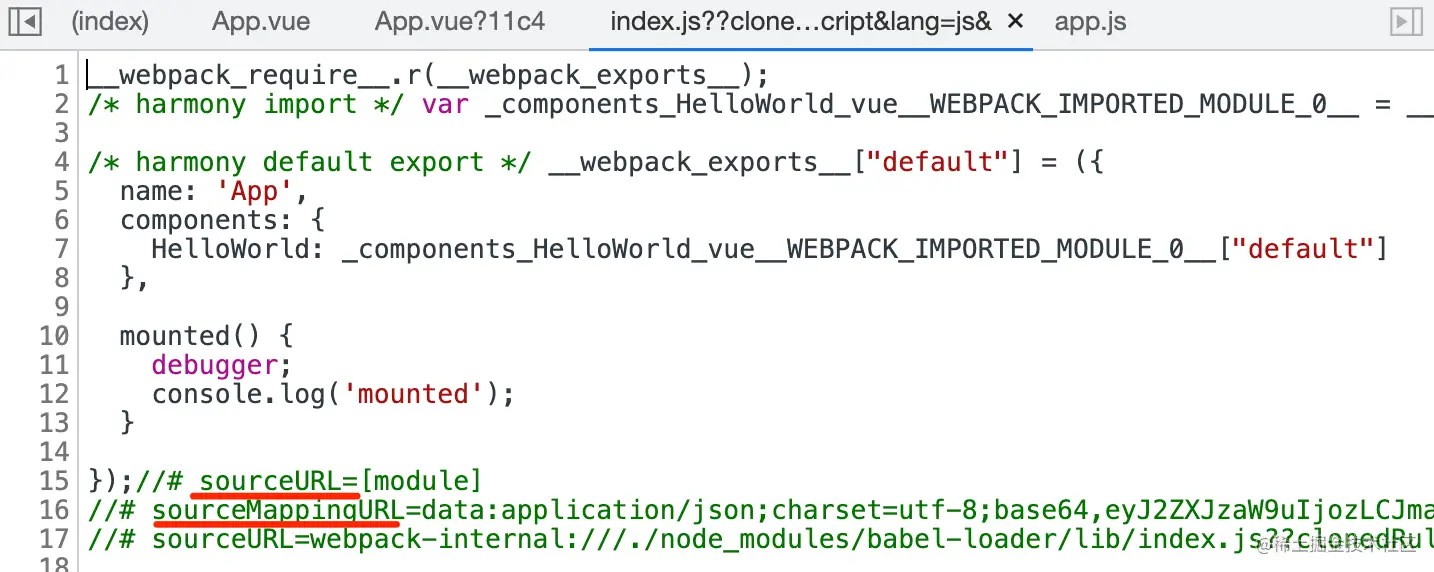 (index) App.vue App.vue?11c4 index.js??clone...cript&lang=js& × app.js
1 __webpack_require__.r(__webpack_exports__);
2 /* harmony import */ var _components_HelloWorld_vue__WEBPACK_IMPORTED_MODULE_0__ = __
3
4 /* harmony default export */ __webpack_exports__["default"] = ({
5 name: 'App',
6 components: {
7 HelloWorld: _components_HelloWorld_vue__WEBPACK_IMPORTED_MODULE_0__["default"]
8 },
9
10 mounted() {
11 debugger;
12 console.log('mounted');
13 }
14
15 });//# sourceURL=[module]
16 //# sourceMappingURL=data:application/json;charset=utf-8;base64,eyJ2ZXJzaW9uIjozLCJma
17 //# sourceURL=webpack-internal:///./node_modules/babel-loader/lib/index.js??clonedRul
18
@稀土掘金技术社区